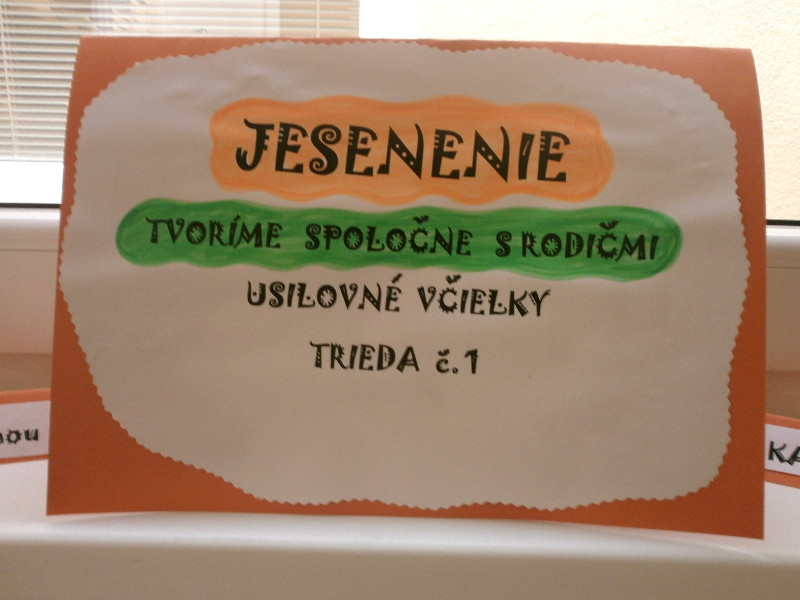 JESENENIE
TVORÍME SPOLOČNE S RODIČMI
USILOVNÉ VČIELKY
TRIEDA č.1